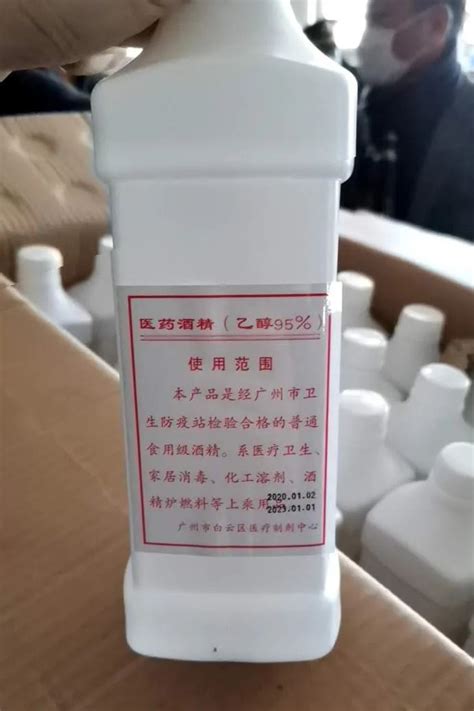 医药酒精（乙醇95%）
使用范围
本产品是经广州市卫
生防疫站检验合格的普通
食用级酒精。系医疗卫生、
家居消毒、化工溶剂、酒
精炉燃料等上乘用品
2020.01.02
2023.01.01
广州市白云区医疗制剂中心